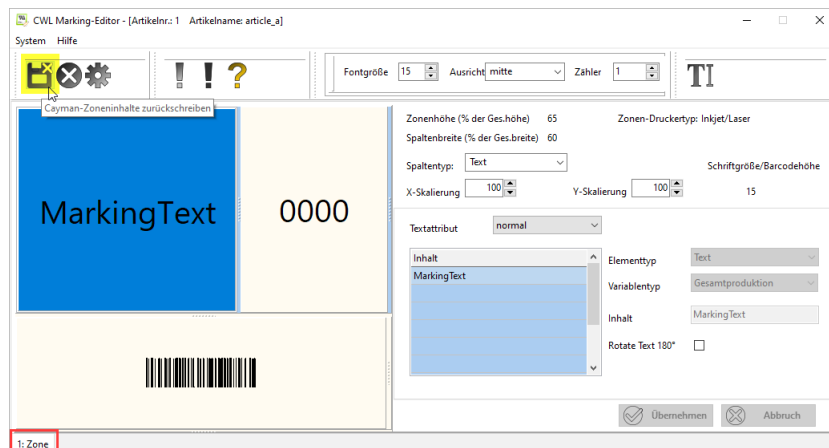 CWL Marking-Editor - [Artikelnr.: 1 Artikelname: article_a]
System Hilfe
Fontgröße 15 Ausricht mitte Zähler 1 TI
Cayman-Zoneninhalte zurückschreiben
Zonenhöhe (% der Ges.höhe) 65 Zonen-Druckertyp: Inkjet/Laser
Spaltenbreite (% der Ges.breite) 60
Spaltentyp: Text Schriftgröße/Barcodehöhe
X-Skalierung 100 Y-Skalierung 100 15
MarkingText 0000
Textattribut normal
Inhalt Elementtyp Text
MarkingText Variablentyp Gesamtproduktion
Inhalt MarkingText
Rotate Text 180°
Übernehmen Abbruch
1: Zone